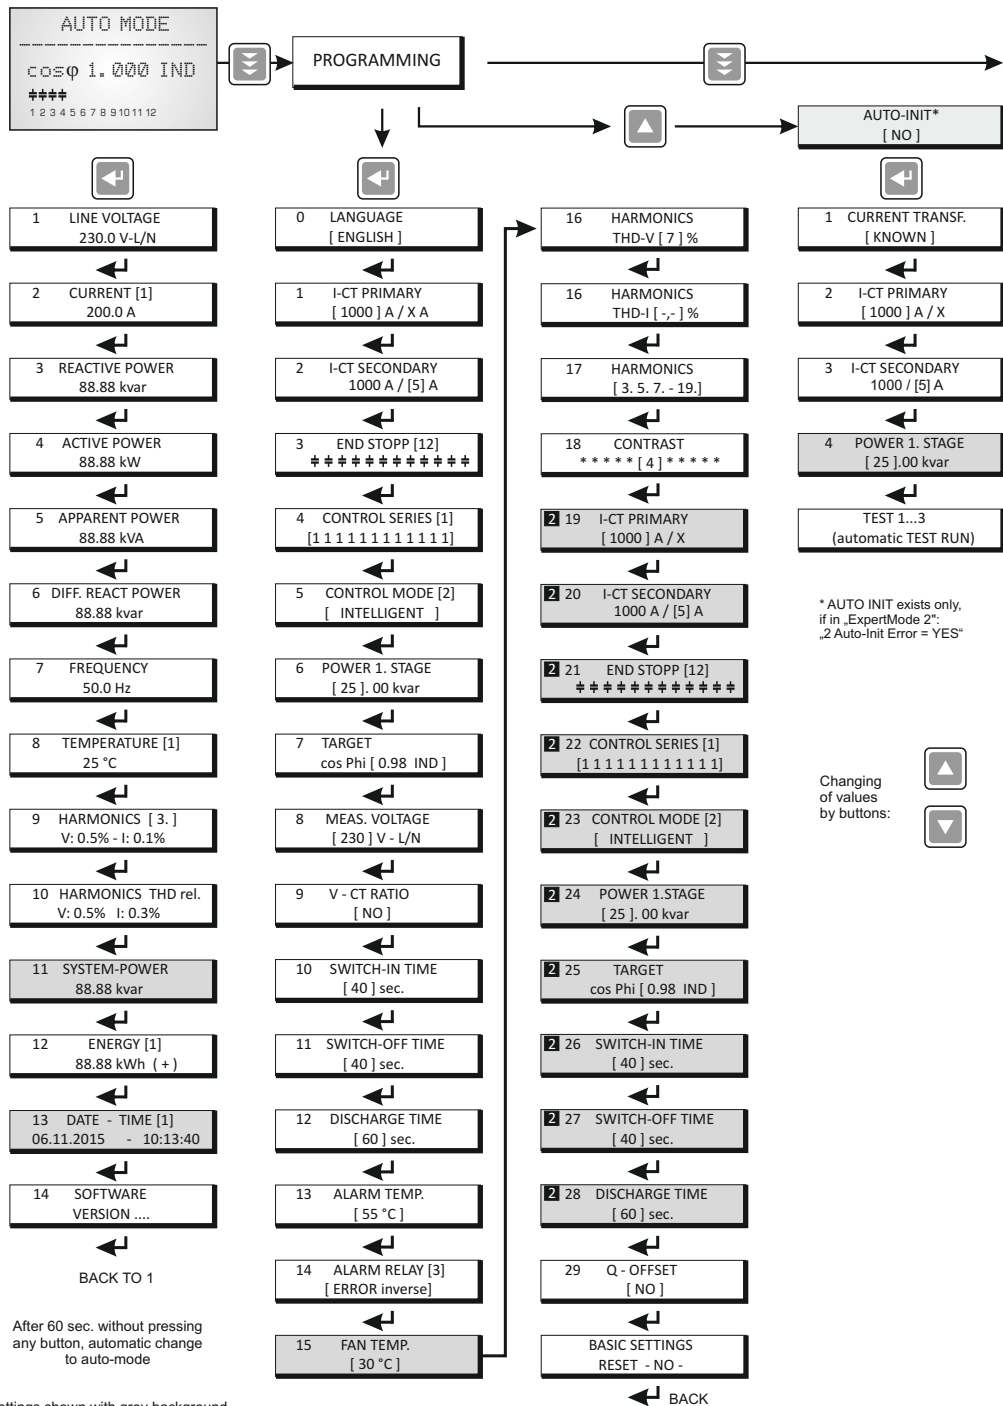 AUTO MODE
cosφ 1.000 IND
1 2 3 4 5 6 7 8 9 10 11 12
PROGRAMMING
AUTO-INIT*
[ NO ]
1 LINE VOLTAGE
230.0 V-L/N
2 CURRENT [1]
200.0 A
3 REACTIVE POWER
88.88 kvar
4 ACTIVE POWER
88.88 kW
5 APPARENT POWER
88.88 kVA
6 DIFF. REACT POWER
88.88 kvar
7 FREQUENCY
50.0 Hz
8 TEMPERATURE [1]
25 °C
9 HARMONICS [ 3. ]
V: 0.5% - I: 0.1%
10 HARMONICS THD rel.
V: 0.5% I: 0.3%
11 SYSTEM-POWER
88.88 kvar
12 ENERGY [1]
88.88 kWh ( + )
13 DATE - TIME [1]
06.11.2015 - 10:13:40
14 SOFTWARE
VERSION ....
BACK TO 1
After 60 sec. without pressing
any button, automatic change
to auto-mode
0 LANGUAGE
[ ENGLISH ]
1 I-CT PRIMARY
[ 1000 ] A / X A
2 I-CT SECONDARY
1000 A / [5] A
3 END STOPP [12]
4 CONTROL SERIES [1]
[1 1 1 1 1 1 1 1 1 1 1 1]
5 CONTROL MODE [2]
[ INTELLIGENT ]
6 POWER 1. STAGE
[ 25 ]. 00 kvar
7 TARGET
cos Phi [ 0.98 IND ]
8 MEAS. VOLTAGE
[ 230 ] V - L/N
9 V - CT RATIO
[ NO ]
10 SWITCH-IN TIME
[ 40 ] sec.
11 SWITCH-OFF TIME
[ 40 ] sec.
12 DISCHARGE TIME
[ 60 ] sec.
13 ALARM TEMP.
[ 55 °C ]
14 ALARM RELAY [3]
[ ERROR inverse]
15 FAN TEMP.
[ 30 °C ]
16 HARMONICS
THD-V [ 7 ] %
16 HARMONICS
THD-I [ -,- ] %
17 HARMONICS
[ 3. 5. 7. - 19.]
18 CONTRAST
* * * * * [ 4 ] * * * * *
2 19 I-CT PRIMARY
[ 1000 ] A / X
2 20 I-CT SECONDARY
1000 A / [5] A
2 21 END STOPP [12]
2 22 CONTROL SERIES [1]
[1 1 1 1 1 1 1 1 1 1 1 1]
2 23 CONTROL MODE [2]
[ INTELLIGENT ]
2 24 POWER 1.STAGE
[ 25 ]. 00 kvar
2 25 TARGET
cos Phi [ 0.98 IND ]
2 26 SWITCH-IN TIME
[ 40 ] sec.
2 27 SWITCH-OFF TIME
[ 40 ] sec.
2 28 DISCHARGE TIME
[ 60 ] sec.
29 Q - OFFSET
[ NO ]
BASIC SETTINGS
RESET - NO -
BACK
1 CURRENT TRANSF.
[ KNOWN ]
2 I-CT PRIMARY
[ 1000 ] A / X
3 I-CT SECONDARY
1000 / [5] A
4 POWER 1. STAGE
[ 25 ].00 kvar
TEST 1...3
(automatic TEST RUN)
* AUTO INIT exists only,
if in „ExpertMode 2":
„2 Auto-Init Error = YES“
Changing
of values
by buttons: